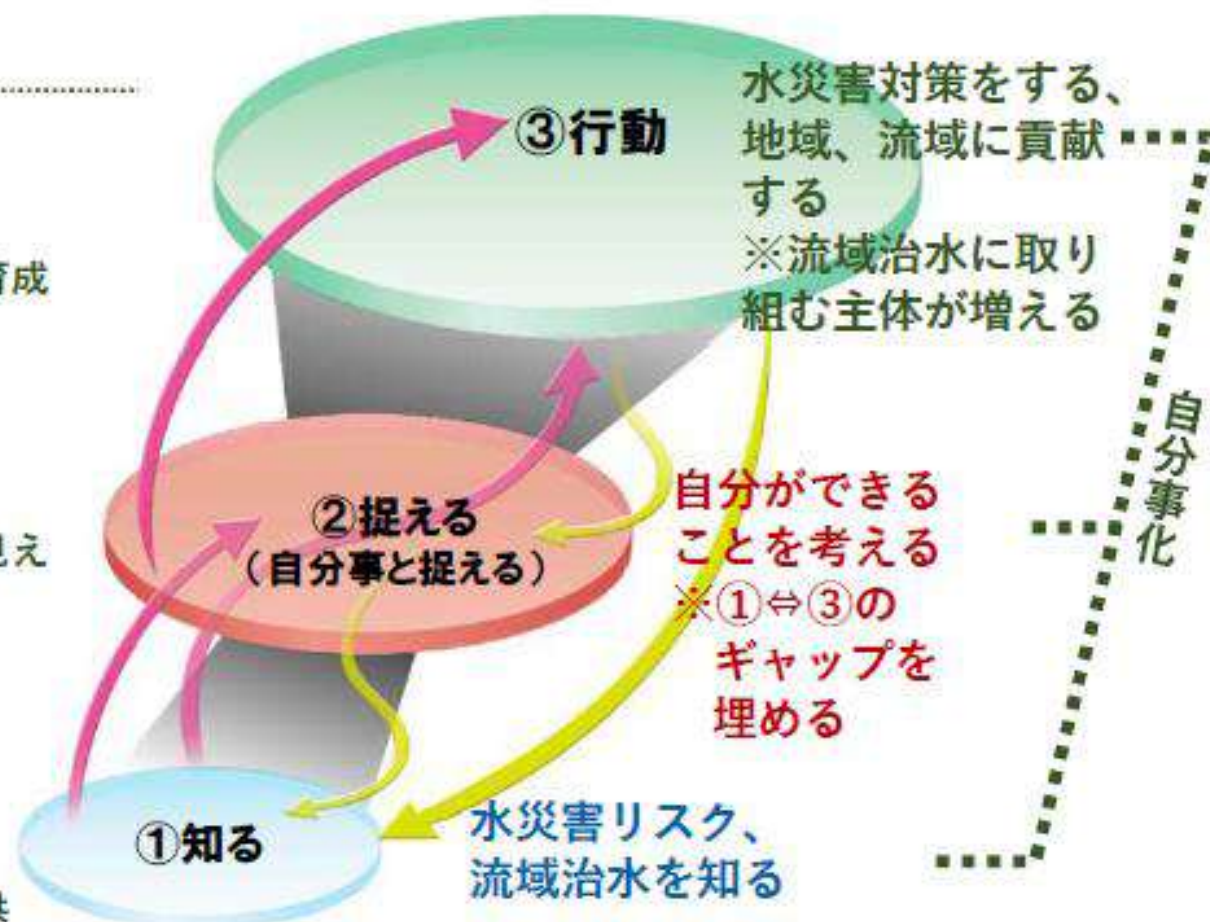 ③行動
水災害対策をする、
地域、流域に貢献
する
※流域治水に取り
組む主体が増える
育成
自分事化
②捉える
（自分事と捉える）
自分ができる
ことを考える
※①⇔③の
ギャップを
埋める
見え
①知る
水災害リスク、
流域治水を知る